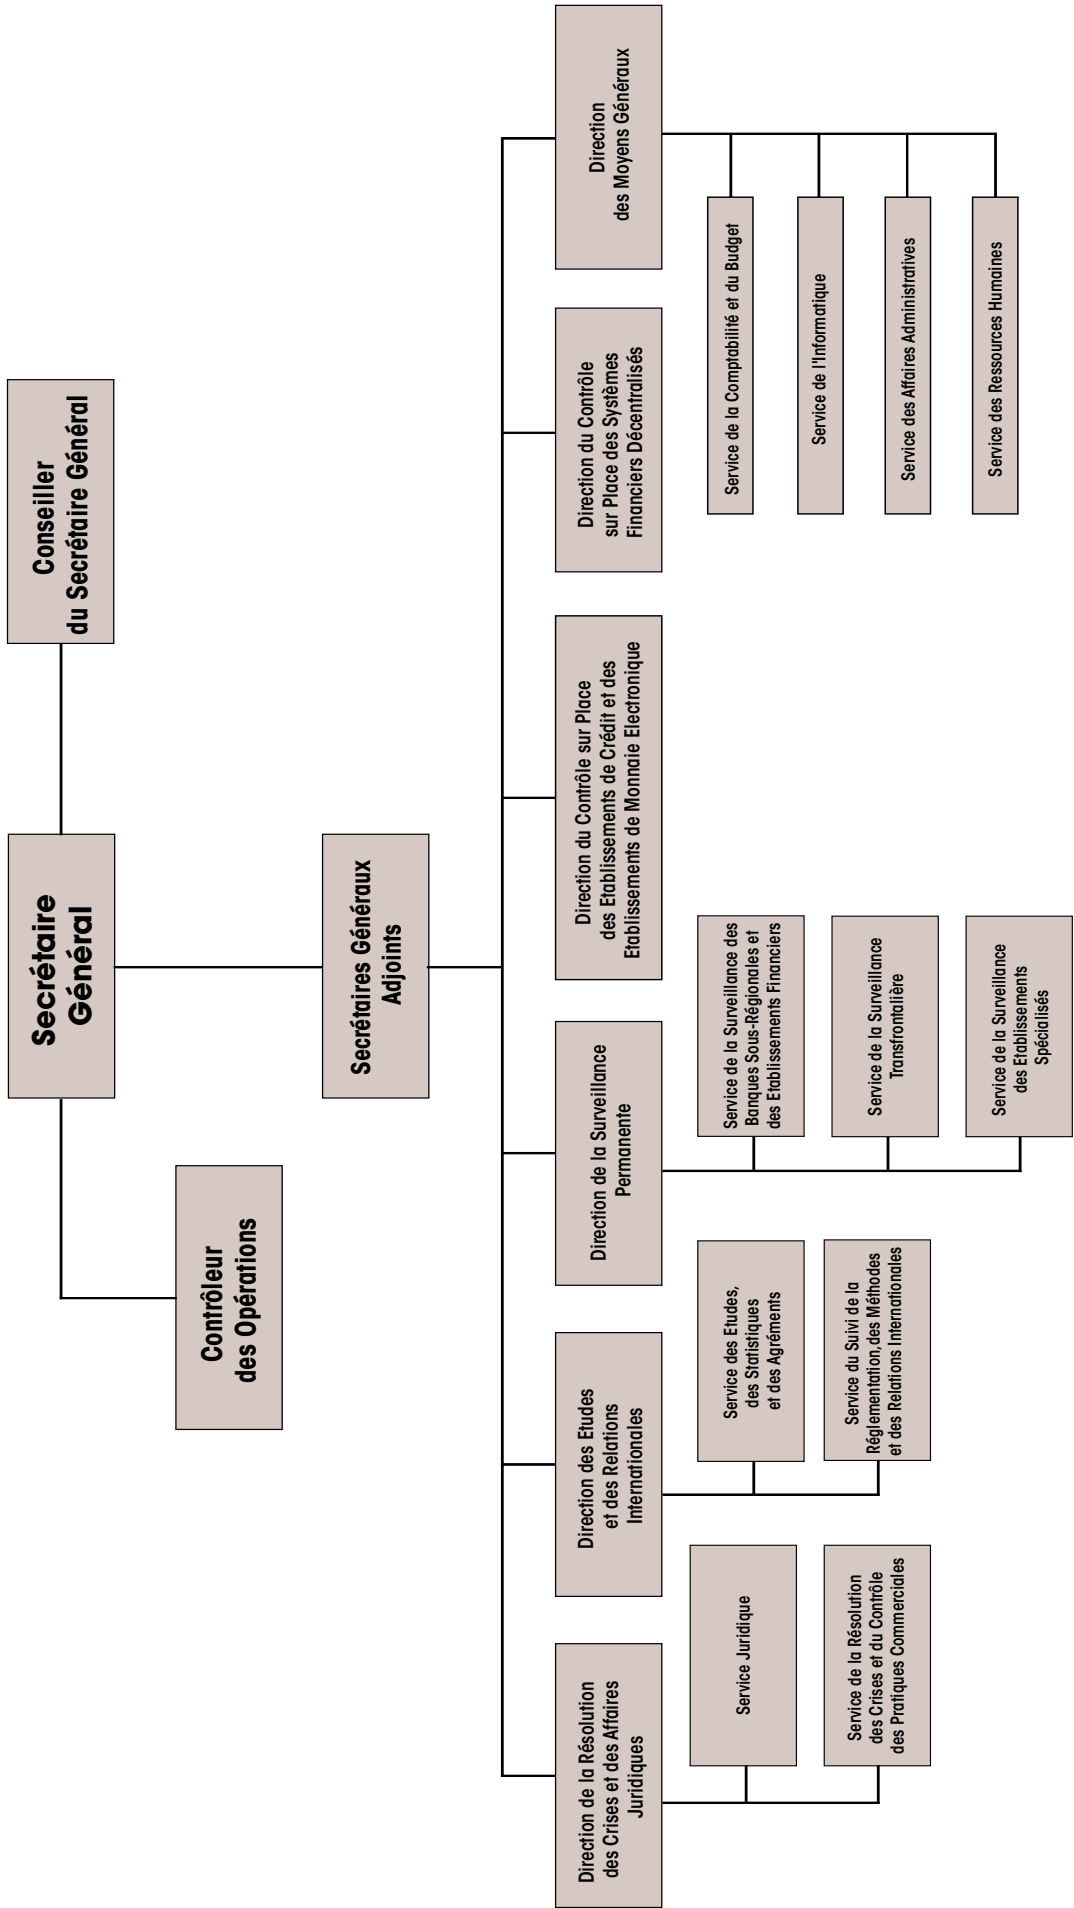 Secrétaire
Général
Conseiller
du Secrétaire Général
Contrôleur
des Opérations
Secrétaires Généraux
Adjoints
Direction de la Résolution
des Crises et des Affaires
Juridiques
Service Juridique
Service de la Résolution
des Crises et du Contrôle
des Pratiques Commerciales
Direction des Etudes
et des Relations
Internationales
Service des Etudes,
des Statistiques
et des Agréments
Service du Suivi de la
Réglementation,des Méthodes
et des Relations Internationales
Direction de la Surveillance
Permanente
Service de la Surveillance des
Banques Sous-Régionales et
des Etablissements Financiers
Service de la Surveillance
Transfrontalière
Service de la Surveillance
des Etablissements
Spécialisés
Direction du Contrôle sur Place
des Etablissements de Crédit et des
Etablissements de Monnaie Electronique
Direction du Contrôle
sur Place des Systèmes
Financiers Décentralisés
Direction
des Moyens Généraux
Service de la Comptabilité et du Budget
Service de l'Informatique
Service des Affaires Administratives
Service des Ressources Humaines